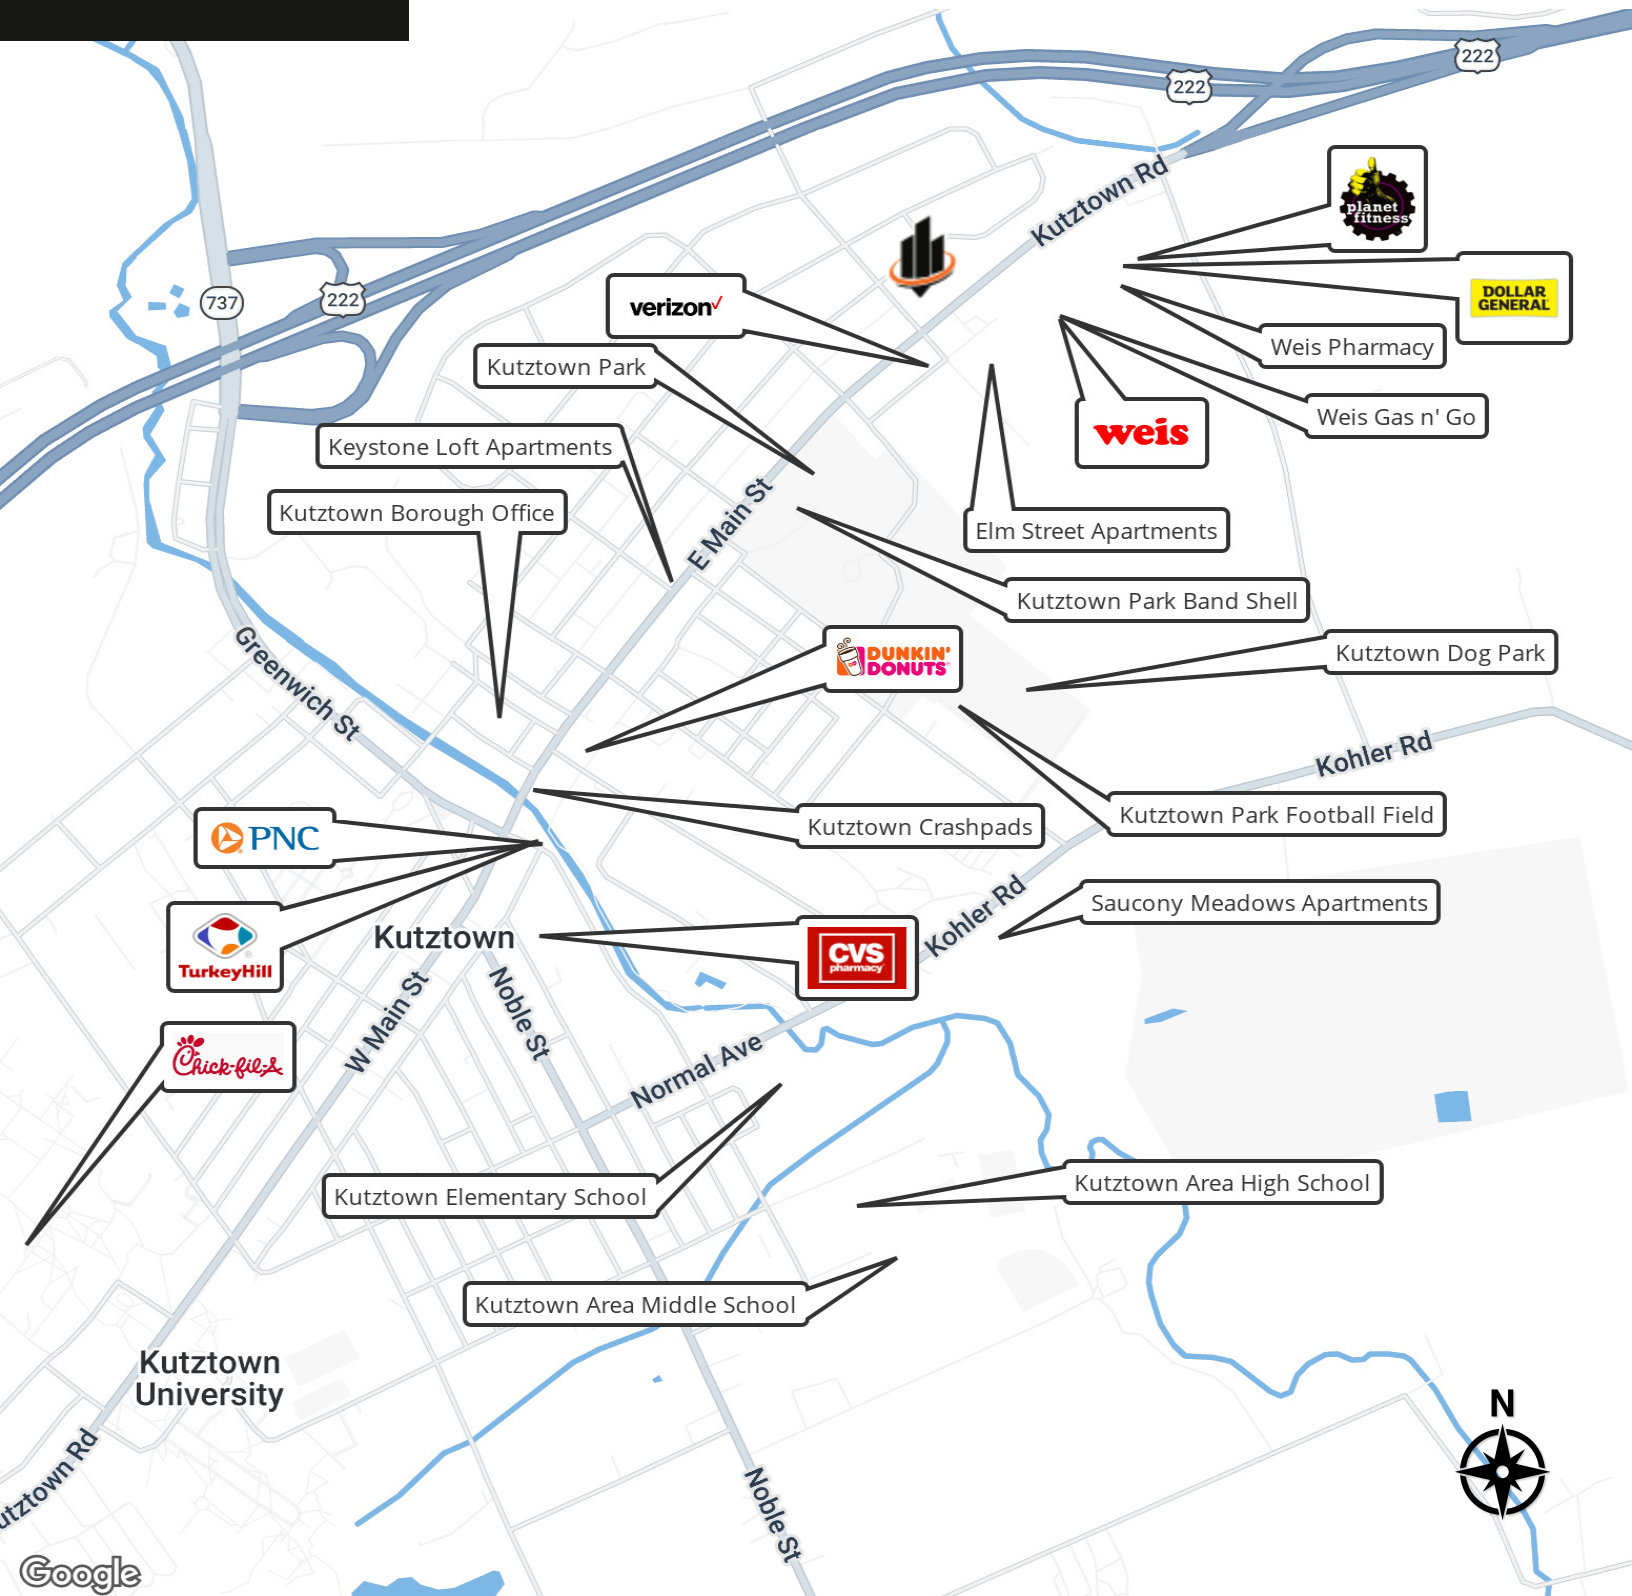 222
222
Kutztown Rd
planet
fitness
737
222
verizon
DOLLAR
GENERAL
Weis Pharmacy
Kutztown Park
weis
Weis Gas n' Go
Keystone Loft Apartments
Kutztown Borough Office
E Main St
Elm Street Apartments
Kutztown Park Band Shell
Greenwich St
DUNKIN'
DONUTS
Kutztown Dog Park
Kohler Rd
PNC
Kutztown Crashpads
Kutztown Park Football Field
TurkeyHill
Kutztown
CVS
pharmacy
Kohler Rd
Saucony Meadows Apartments
W Main St
Noble St
Chick-fil-A
Normal Ave
Kutztown Elementary School
Kutztown Area High School
Kutztown Area Middle School
Kutztown
University
N
utztown Rd
Noble St
Google